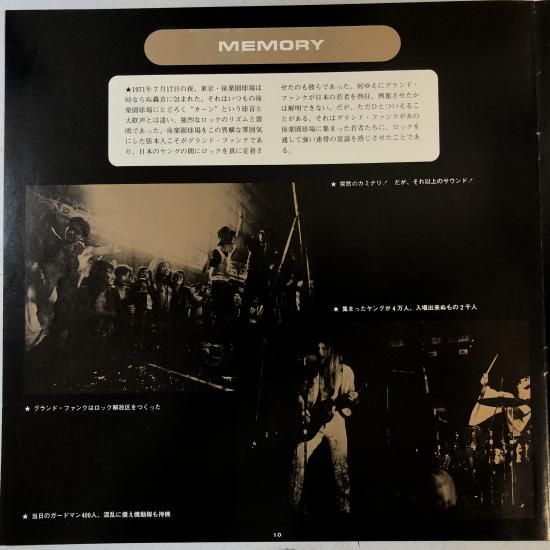 MEMORY
★1971年7月17日の夜、東京・後楽園球場は
時ならぬ轟音に包まれた。それはいつもの後
楽園球場にとどろく“カーン”という球音と
大歓声とは違い、強烈なロックのリズムと雷
鳴であった。後楽園球場をこの異様な雰囲気
にした張本人こそがグランド・ファンクであ
り、日本のヤングの間にロックを真に定着さ
せたのも彼らであった。何ゆえにグランド・
ファンクが日本の若者を熱狂、興奮させたか
は解明できない。だが、ただひとついえるこ
とがある。それはグランド・ファンクがあの
後楽園球場に集まった若者たちに、ロックを
通して強い連帯の意識を感じさせたことであ
る。
★ 突然のカミナリ！ だが、それ以上のサウンド！
★ 集まったヤングが4万人、入場出来ぬもの2千人
★ グランド・ファンクはロック解放区をつくった
★ 当日のガードマン400人、混乱に備え機動隊も待機
10